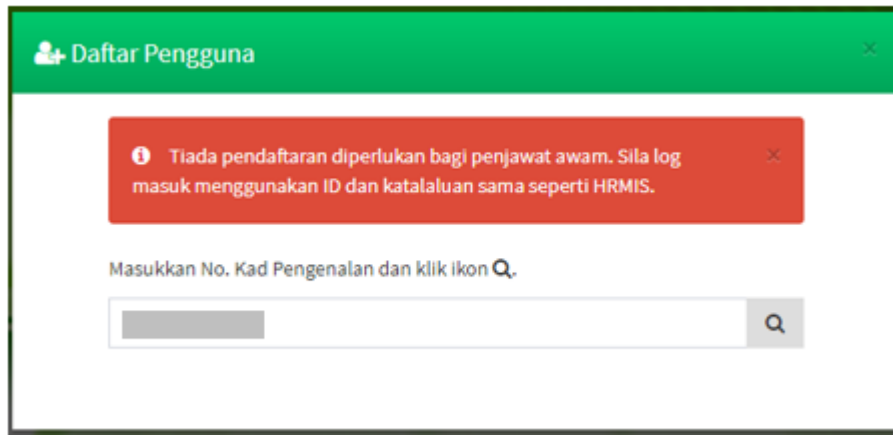 Daftar Pengguna
Tiada pendaftaran diperlukan bagi penjawat awam. Sila log
masuk menggunakan ID dan katalaluan sama seperti HRMIS.
Masukkan No. Kad Pengenalan dan klik ikon.